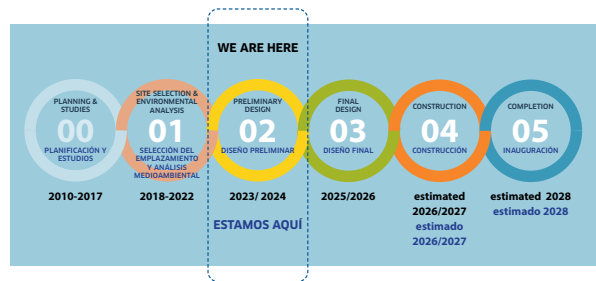 WE ARE HERE
PLANNING &
STUDIES
00
PLANIFICACIÓN Y
ESTUDIOS
2010-2017
SITE SELECTION &
ENVIRONMENTAL
ANALYSIS
01
SELECCIÓN DEL
EMPLAZAMIENTO
Y ANÁLISIS
MEDIOAMBIENTAL
2018-2022
PRELIMINARY
DESIGN
02
DISEÑO PRELIMINAR
2023/ 2024
ESTAMOS AQUÍ
FINAL
DESIGN
03
DISEÑO FINAL
2025/2026
CONSTRUCTION
04
CONSTRUCCIÓN
estimated
2026/2027
estimado
2026/2027
COMPLETION
05
INAUGURACIÓN
estimated 2028
estimado 2028